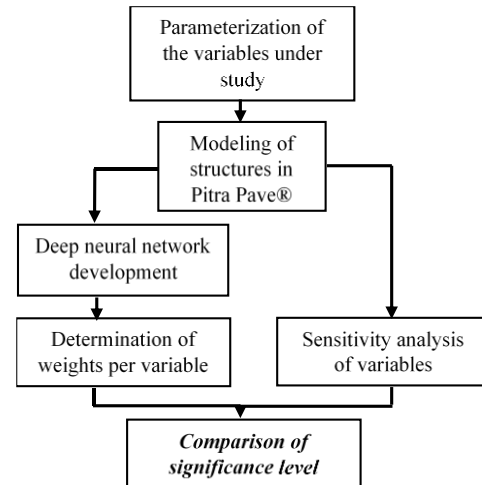 Parameterization of
the variables under
study
Modeling of
structures in
Pitra Pave®
Deep neural network
development
Determination of
weights per variable
Sensitivity analysis
of variables
Comparison of
significance level